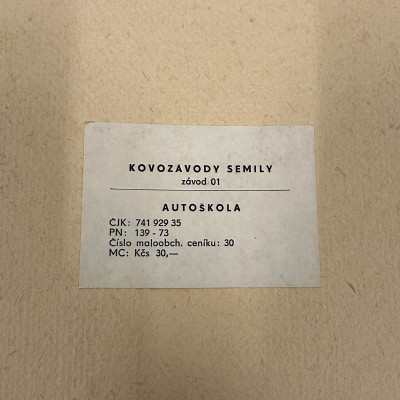 KOVOZÁVODY SEMILY
závod 01
AUTOŠKOLA
ČJK: 741 929 35
PN: 139 - 73
Číslo maloobch. ceníku: 30
MC: Kčs 30,—